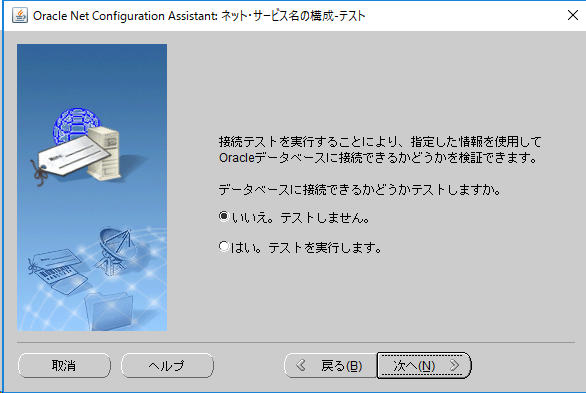 Oracle Net Configuration Assistant: ネット・サービス名の構成-テスト
接続テストを実行することにより、指定した情報を使用して
Oracleデータベースに接続できるかどうかを検証できます。
データベースに接続できるかどうかテストしますか。
いいえ。テストしません。
はい。テストを実行します。
取消
ヘルプ
戻る(B)
次へ(N)